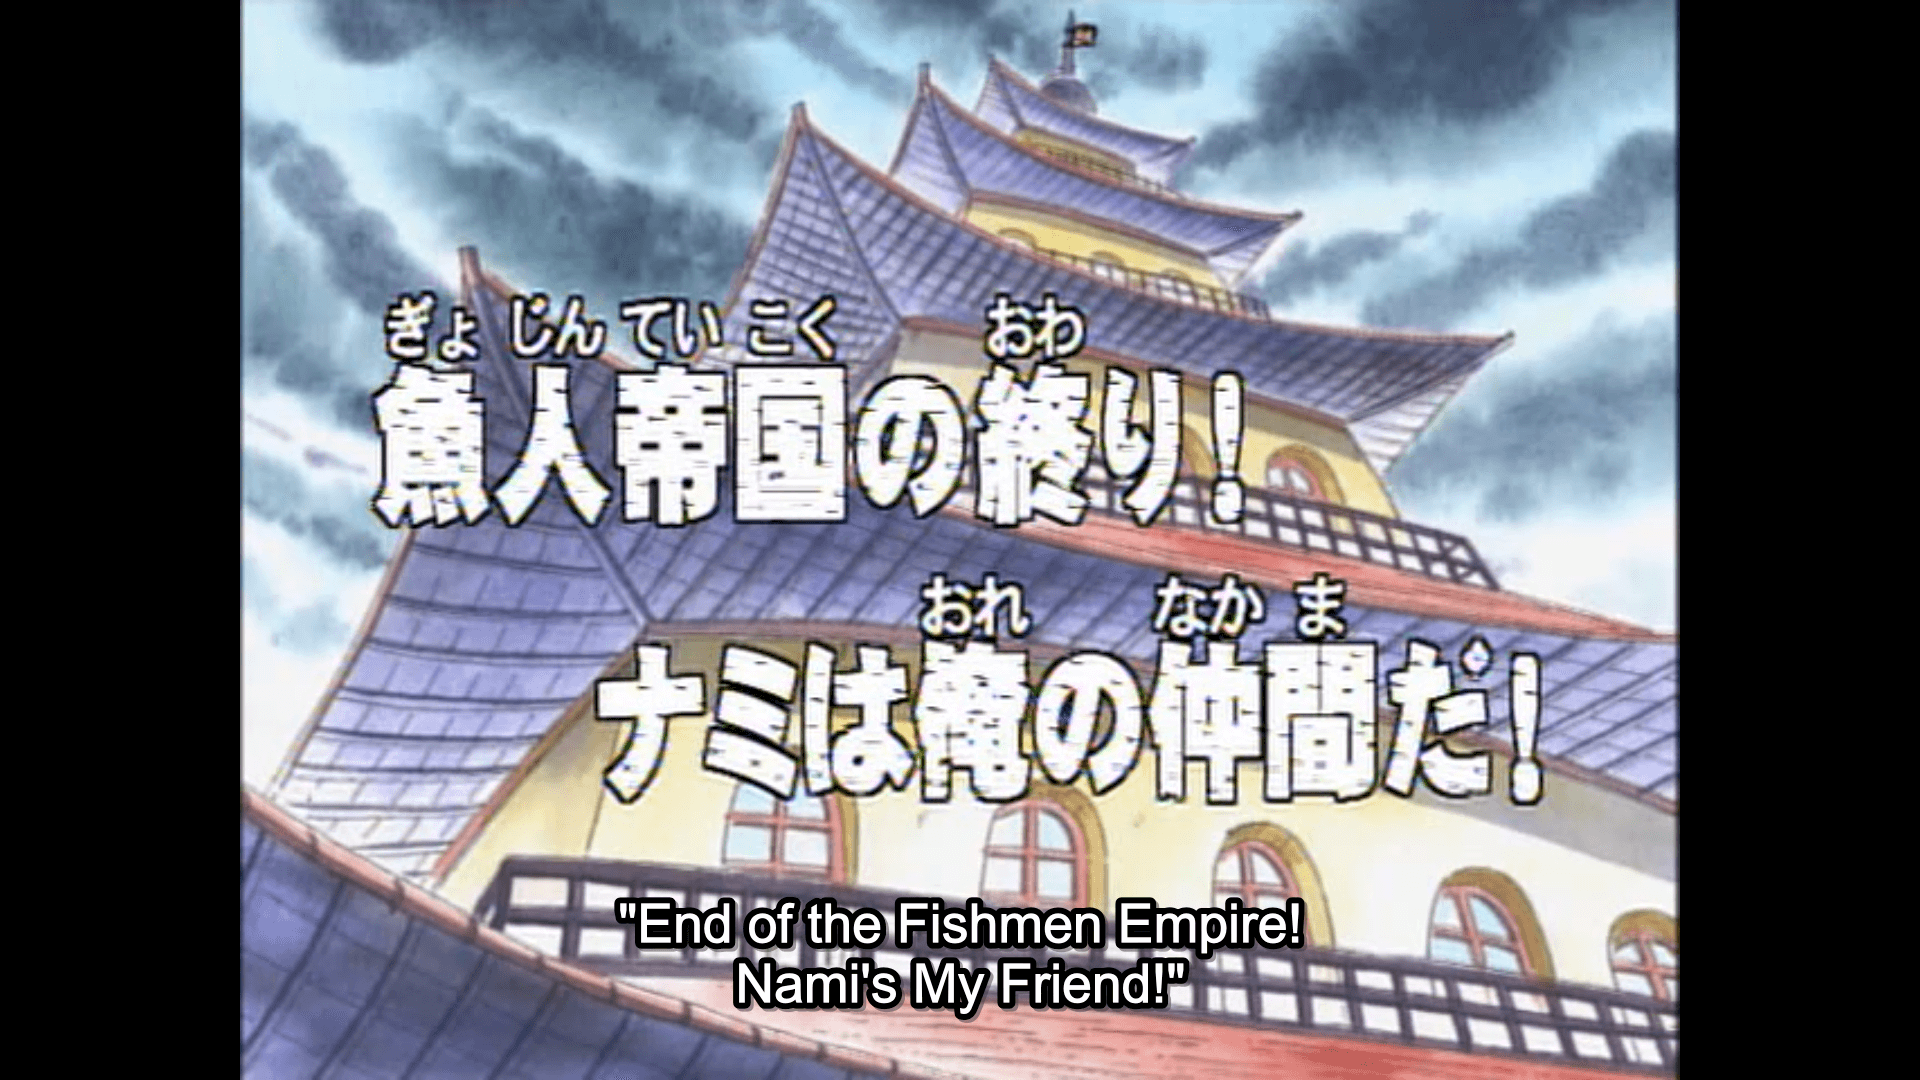 ぎょ じん てい こく おわ
魚人帝国の終り!
おれ なか ま
ナミは俺の仲間だ!
"End of the Fishmen Empire!
Nami's My Friend!"